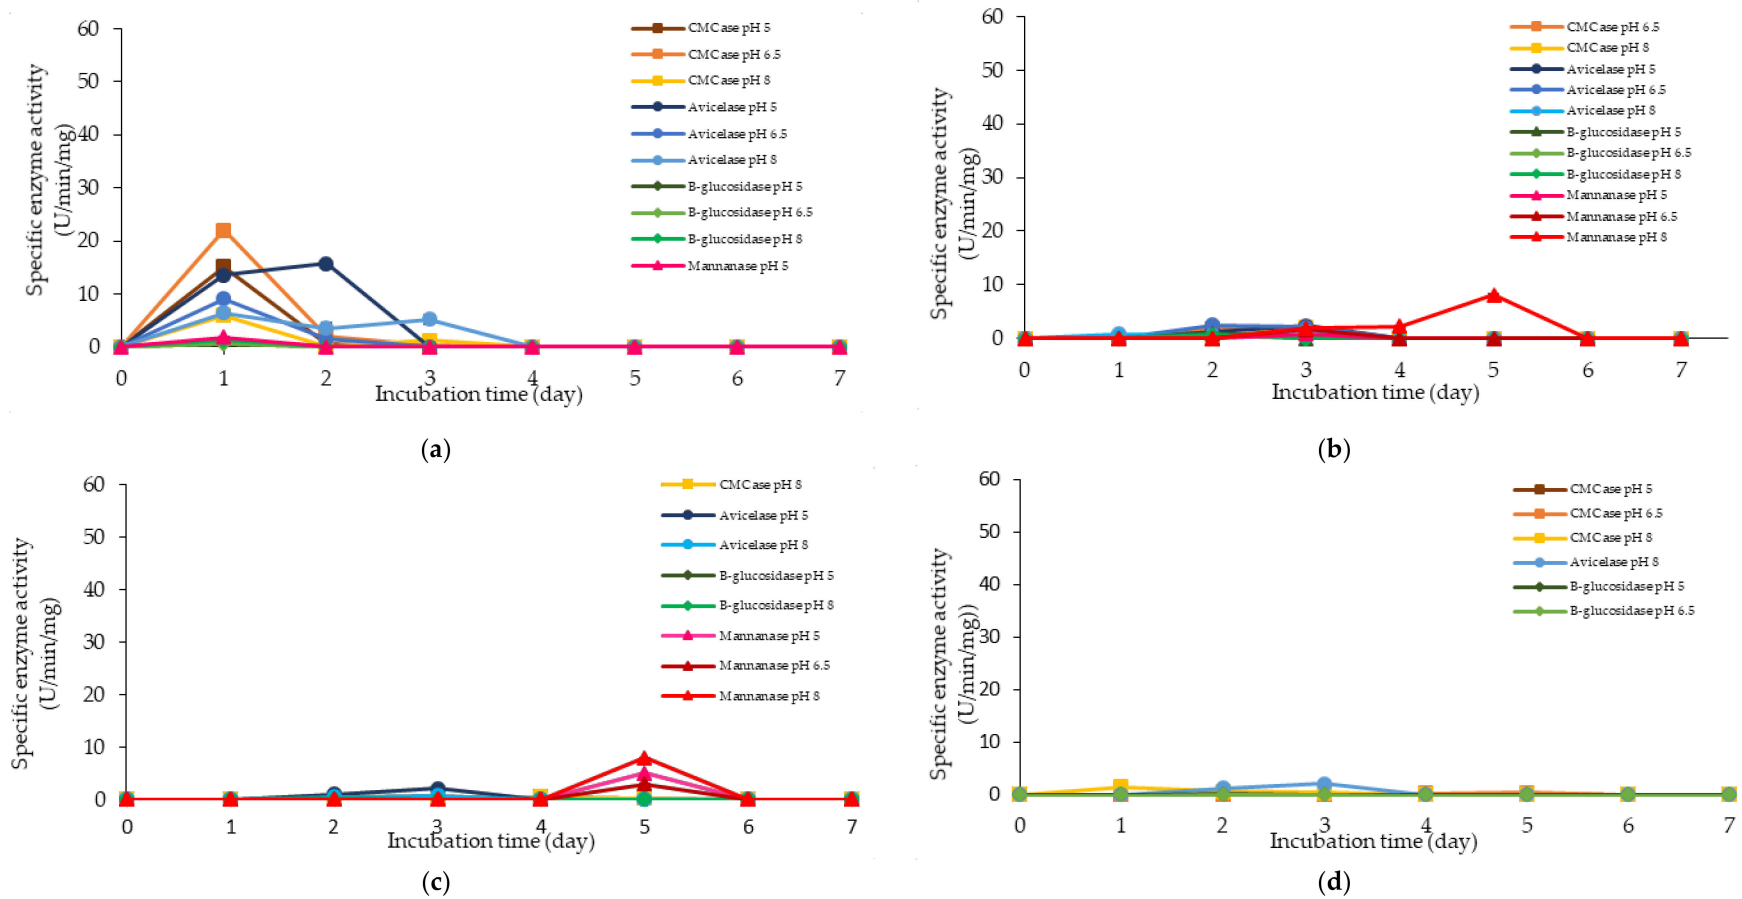 60
50
40
30
20
10
0
0 1 2 3 4 5 6 7
Specific enzyme activity
(U/min/mg)
Incubation time (day)
CMCase pH 5
CMCase pH 6.5
CMCase pH 8
Avicelase pH 5
Avicelase pH 6.5
Avicelase pH 8
B-glucosidase pH 5
B-glucosidase pH 6.5
B-glucosidase pH 8
Mannanase pH 5
(a)
60
50
40
30
20
10
0
0 1 2 3 4 5 6 7
Specific enzyme activity
(U/min/mg)
Incubation time (day)
CMCase pH 6.5
CMCase pH 8
Avicelase pH 5
Avicelase pH 6.5
Avicelase pH 8
B-glucosidase pH 5
B-glucosidase pH 6.5
B-glucosidase pH 8
Mannanase pH 5
Mannanase pH 6.5
Mannanase pH 8
(b)
60
50
40
30
20
10
0
0 1 2 3 4 5 6 7
Specific enzyme activity
(U/min/mg)
Incubation time (day)
CMCase pH 8
Avicelase pH 5
Avicelase pH 8
B-glucosidase pH 5
B-glucosidase pH 8
Mannanase pH 5
Mannanase pH 6.5
Mannanase pH 8
(c)
60
50
40
30
20
10
0
0 1 2 3 4 5 6 7
Specific enzyme activity
(U/min/mg))
Incubation time (day)
CMCase pH 5
CMCase pH 6.5
CMCase pH 8
Avicelase pH 8
B-glucosidase pH 5
B-glucosidase pH 6.5
(d)